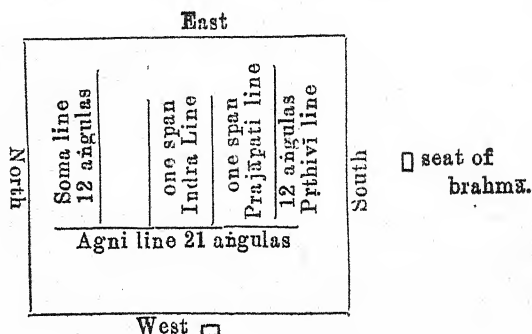 East
North
Soma line
12 aṅgulas
one span
Indra Line
one span
Prajāpati line
12 aṅgulas
Pṛthivī line
South
seat of
brahmā.
Agni line 21 aṅgulas
West